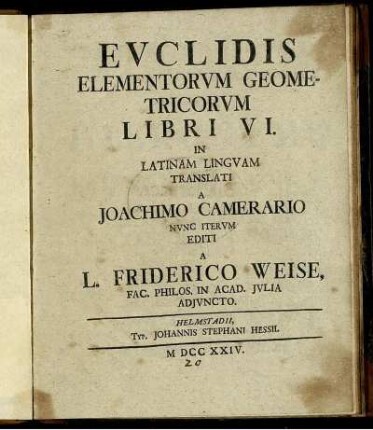 EVCLIDIS
ELEMENTORVM GEOME-
TRICORVM
LIBRI VI.
IN
LATINAM LINGVAM
TRANSLATI
A
JOACHIMO CAMERARIO
NVNC ITERVM
EDITI
A
L. FRIDERICO WEISE,
FAC. PHILOS. IN ACAD. JVLIA
ADJVNCTO.
HELMSTADII,
TYP. JOHANNIS STEPHANI HESSII.
M DCC XXIV.
20